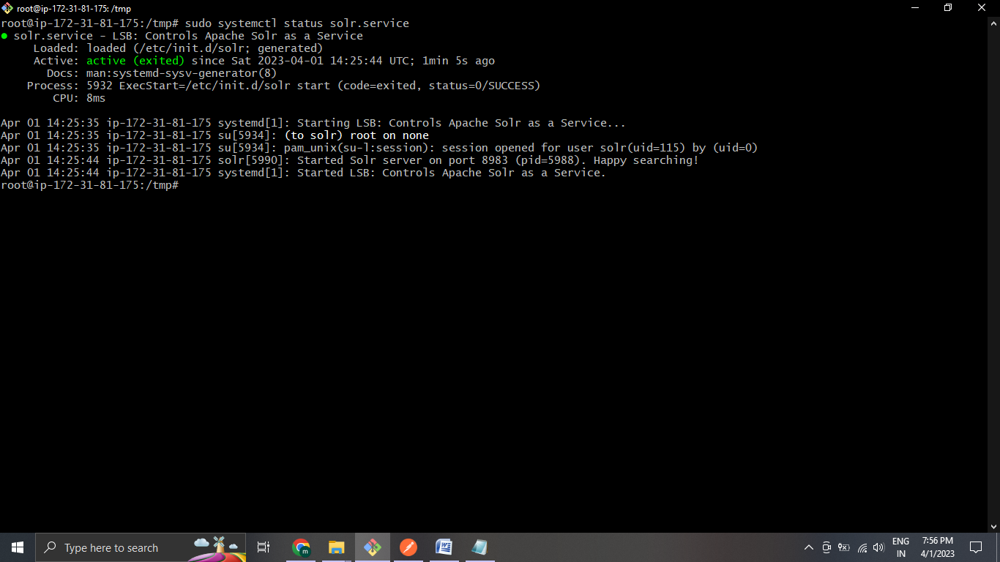 root@ip-172-31-81-175: /tmp
root@ip-172-31-81-175:/tmp# sudo systemctl status solr.service
● solr.service - LSB: Controls Apache Solr as a Service
Loaded: loaded (/etc/init.d/solr; generated)
Active: active (exited) since Sat 2023-04-01 14:25:44 UTC; 1min 5s ago
Docs: man:systemd-sysv-generator(8)
Process: 5932 ExecStart=/etc/init.d/solr start (code=exited, status=0/SUCCESS)
CPU: 8ms
Apr 01 14:25:35 ip-172-31-81-175 systemd[1]: Starting LSB: Controls Apache Solr as a Service...
Apr 01 14:25:35 ip-172-31-81-175 su[5934]: (to solr) root on none
Apr 01 14:25:35 ip-172-31-81-175 su[5934]: pam_unix(su-l:session): session opened for user solr(uid=115) by (uid=0)
Apr 01 14:25:44 ip-172-31-81-175 solr[5990]: Started Solr server on port 8983 (pid=5988). Happy searching!
Apr 01 14:25:44 ip-172-31-81-175 systemd[1]: Started LSB: Controls Apache Solr as a Service.
root@ip-172-31-81-175:/tmp#
Type here to search
m
W
ENG
IN
7:56 PM
4/1/2023